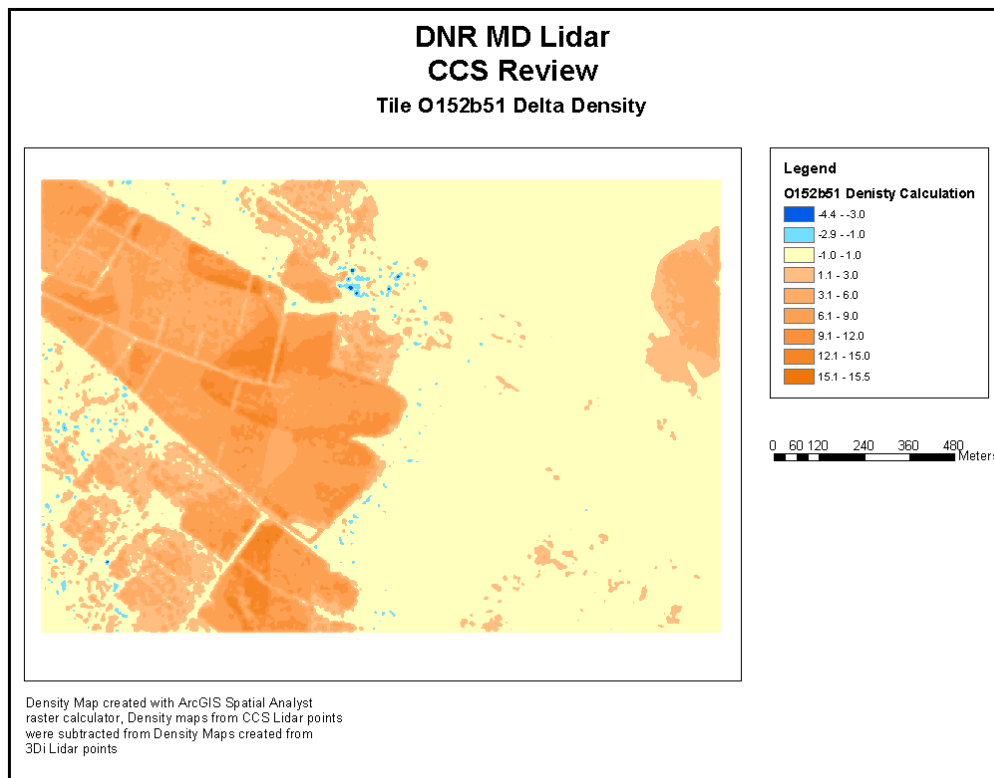 DNR MD Lidar
CCS Review
Tile O152b51 Delta Density
Legend
O152b51 Denisty Calculation
-4.4 - -3.0
-2.9 - -1.0
-1.0 - 1.0
1.1 - 3.0
3.1 - 6.0
6.1 - 9.0
9.1 - 12.0
12.1 - 15.0
15.1 - 15.5
0 60 120 240 360 480
Meters
Density Map created with ArcGIS Spatial Analyst
raster calculator, Density maps from CCS Lidar points
were subtracted from Density Maps created from
3Di Lidar points